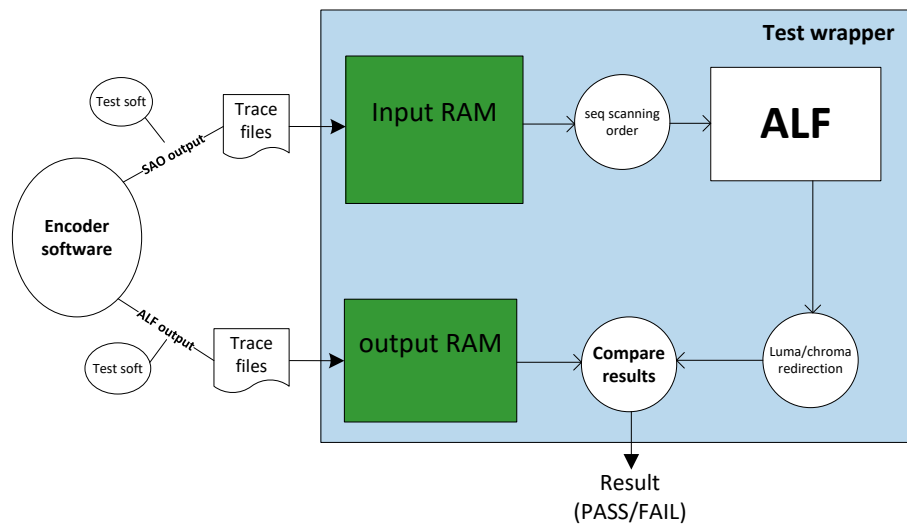 Test wrapper
Test soft
SAO output
Trace
files
Input RAM
seq scanning
order
ALF
Encoder
software
ALF output
Test soft
Trace
files
output RAM
Compare
results
Luma/chroma
redirection
Result
(PASS/FAIL)